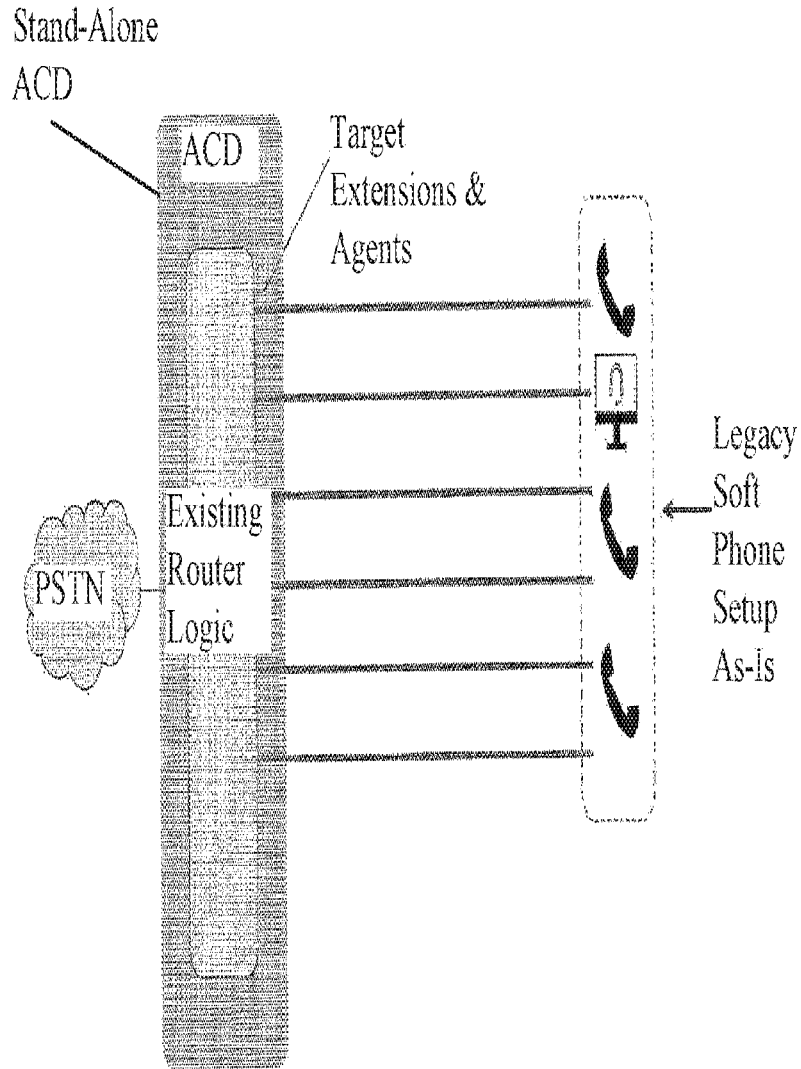 Stand-Alone
ACD
ACD
Target
Extensions &
Agents
Existing
Router
Logic
PSTN
Legacy
Soft
Phone
Setup
As-is